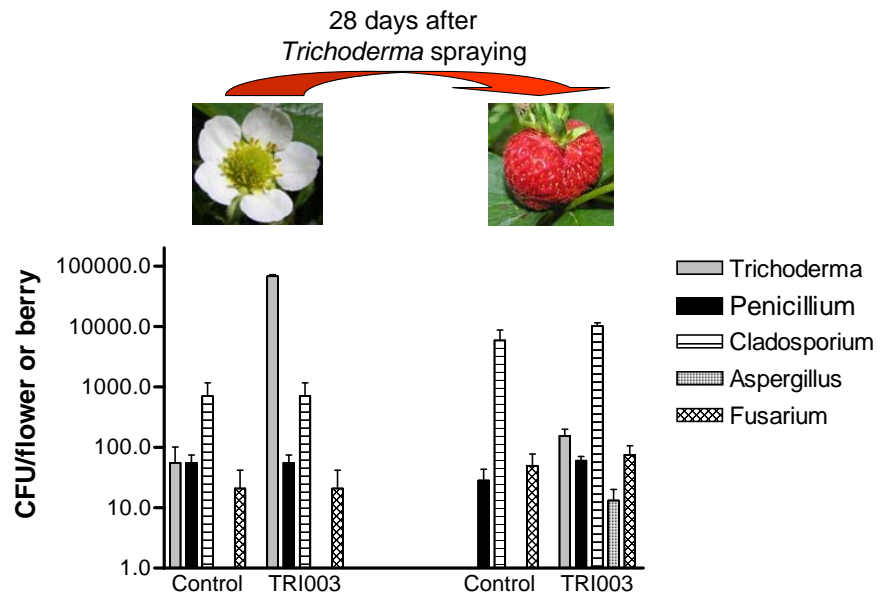 28 days after
Trichoderma spraying
CFU/flower or berry
100000.0
10000.0
1000.0
100.0
10.0
1.0
Control TRI003 Control TRI003
Trichoderma
Penicillium
Cladosporium
Aspergillus
Fusarium